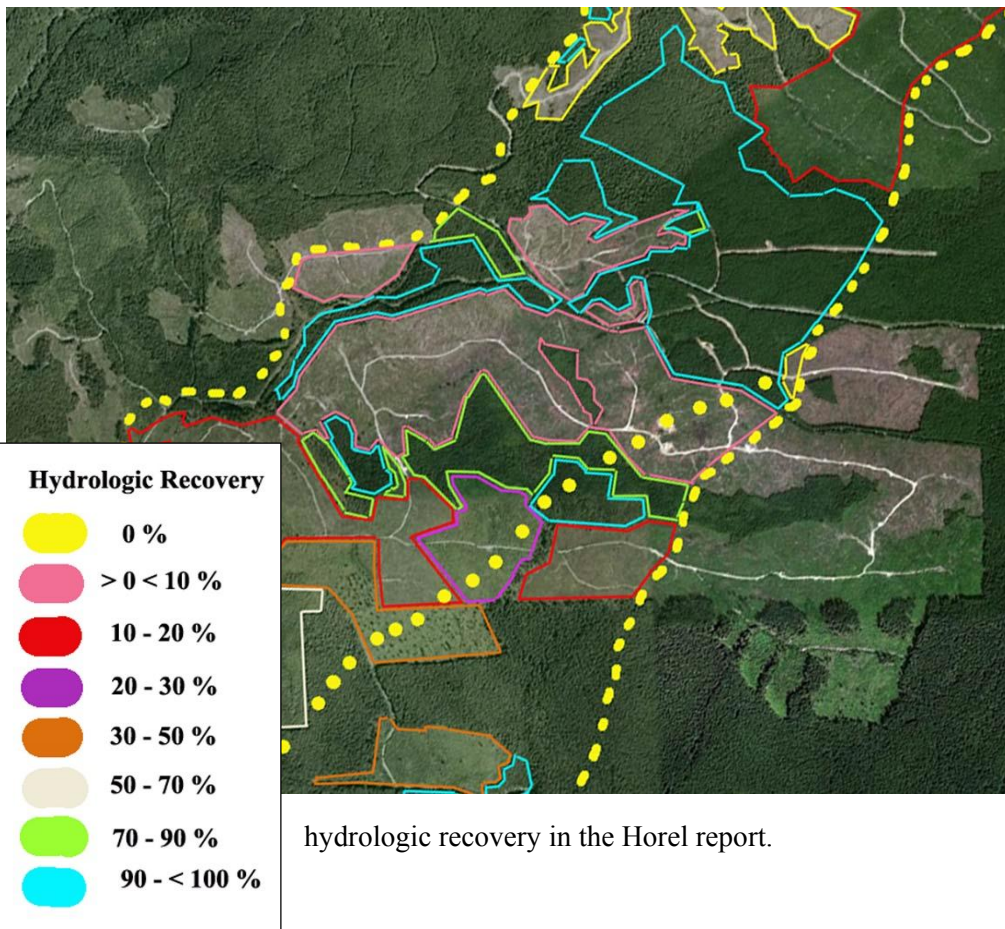 Hydrologic Recovery
0 %
> 0 < 10 %
10 - 20 %
20 - 30 %
30 - 50 %
50 - 70 %
70 - 90 %
90 - < 100 %
hydrologic recovery in the Horel report.